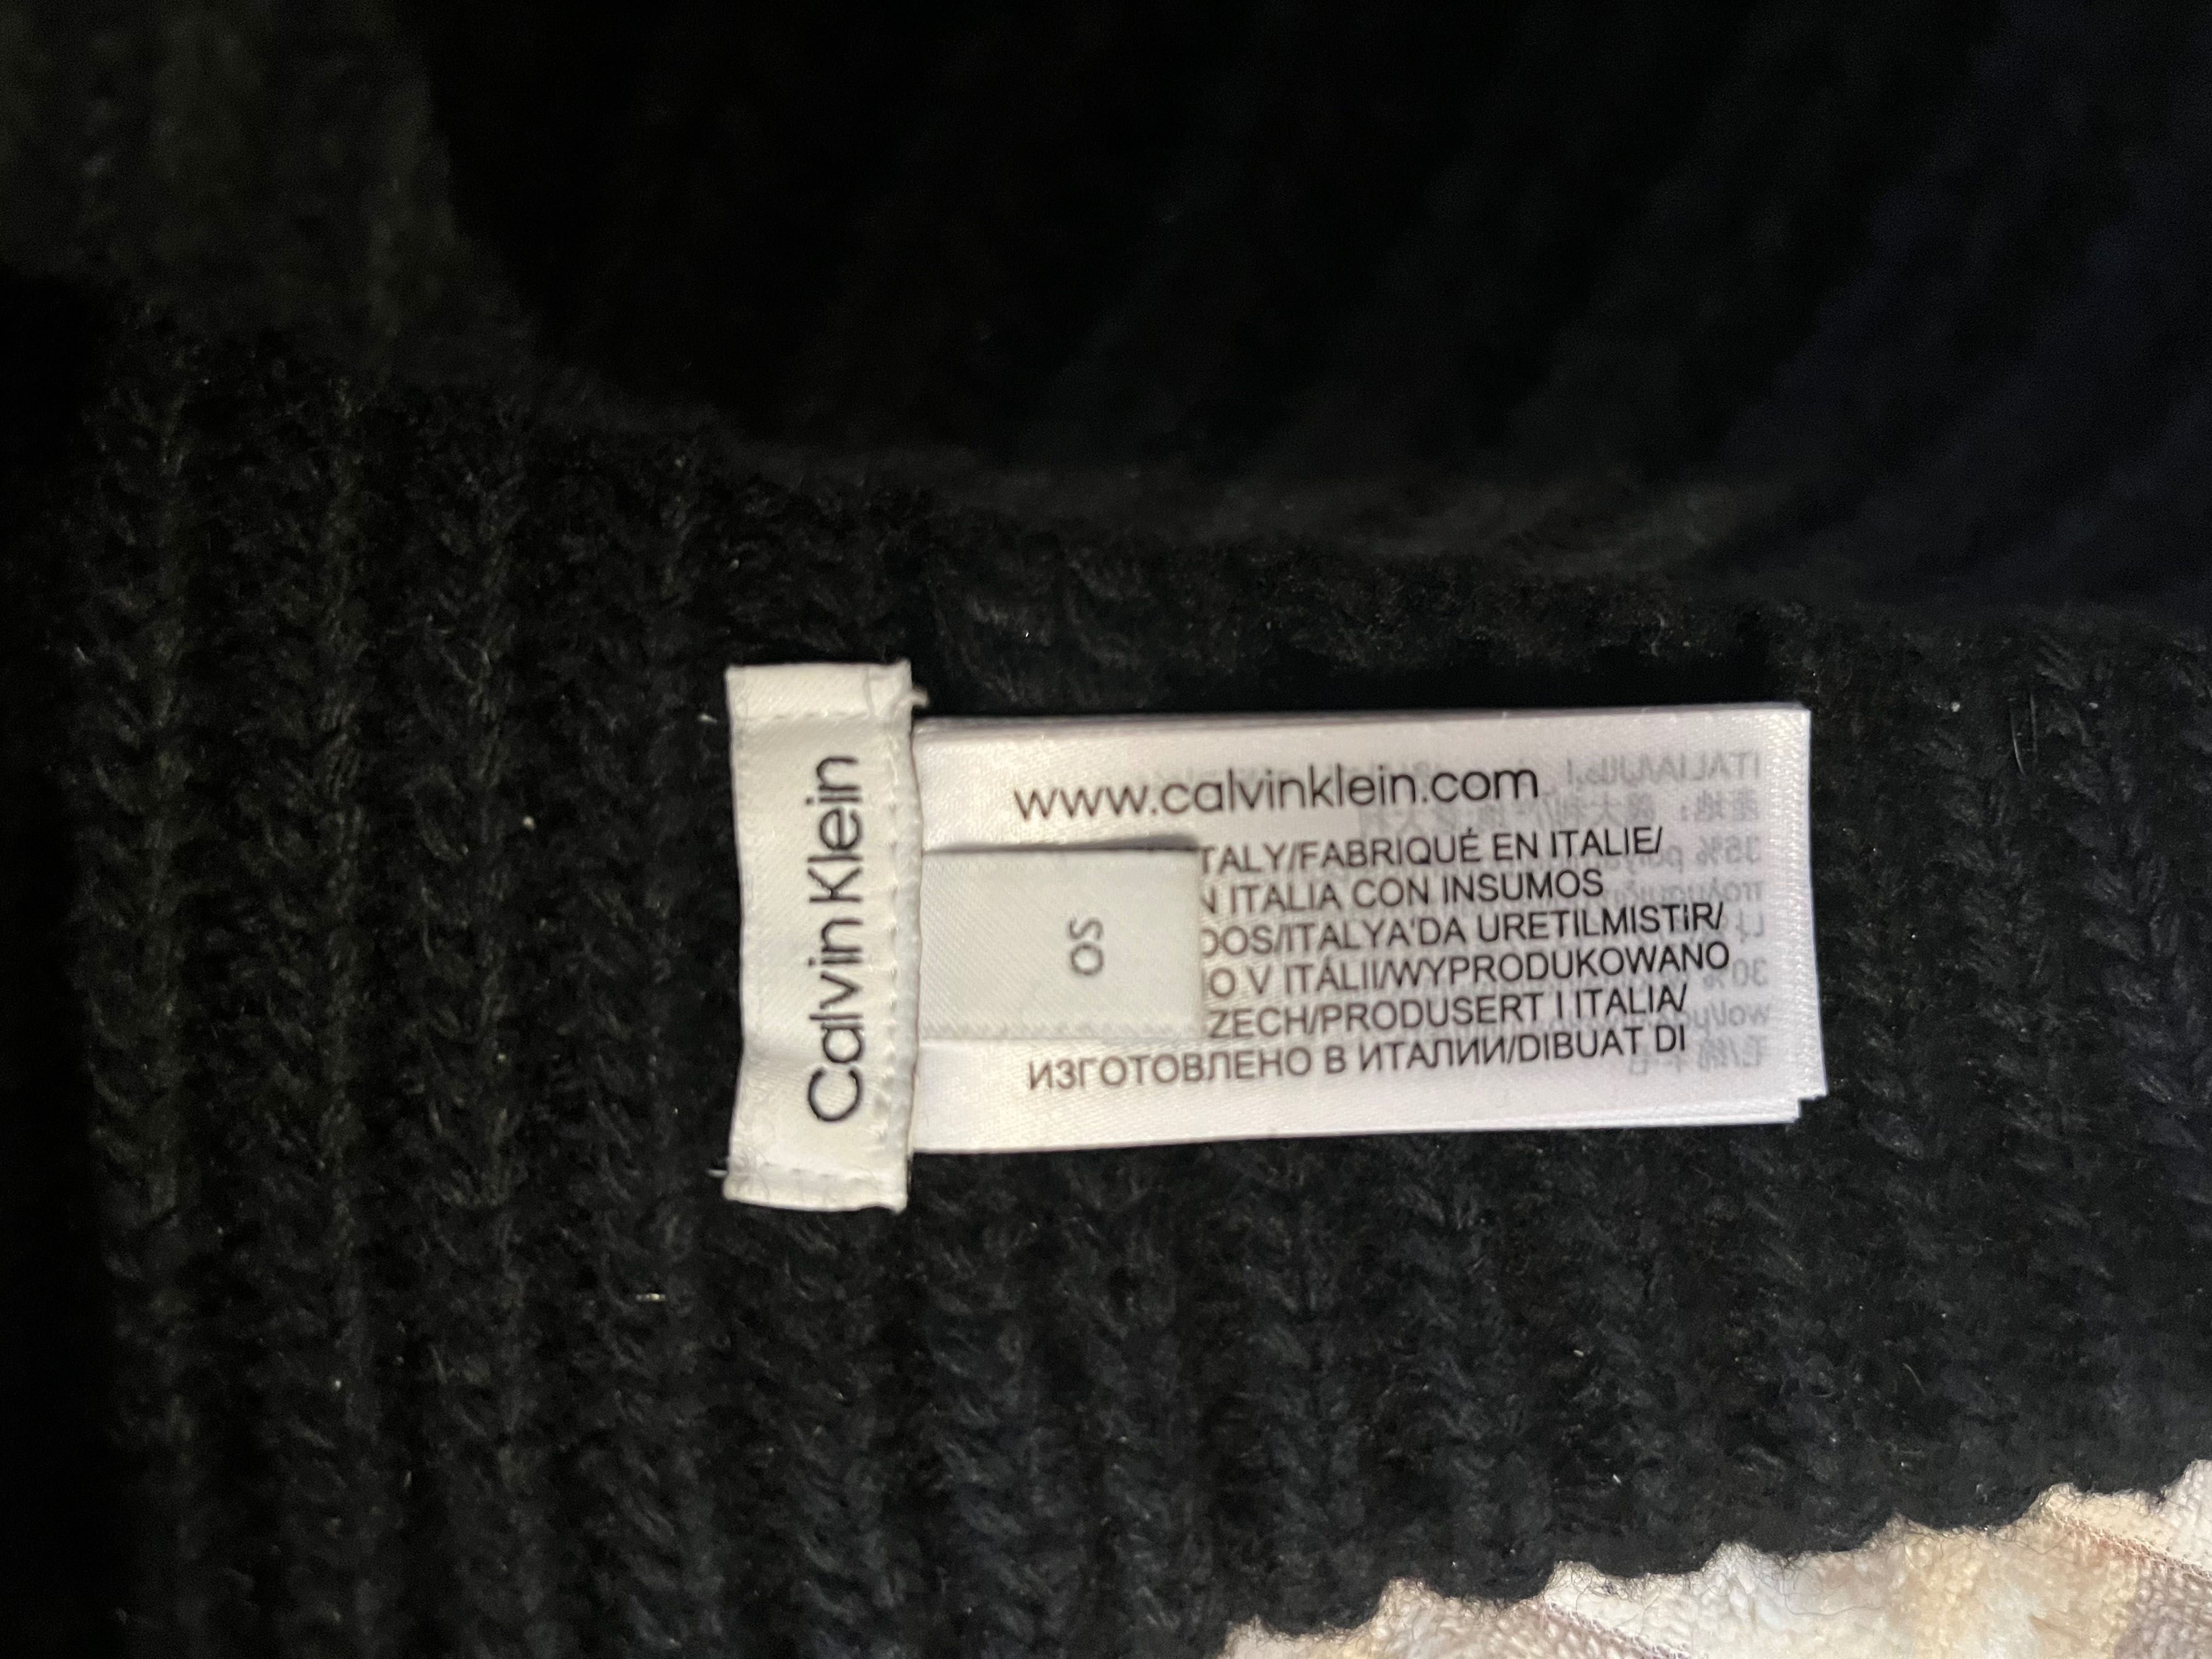 Calvin Klein
OS
www.calvinklein.com
TALY/FABRIQUÉ EN ITALIE/
N ITALIA CON INSUMOS
DOS/ITALYA'DA URETILMISTİR/
O V ITÁLII/WYPRODUKOWANO
ZECH/PRODUSERT I ITALIA/
ИЗГОТОВЛЕНО В ИТАЛИИ/DIBUAT DI